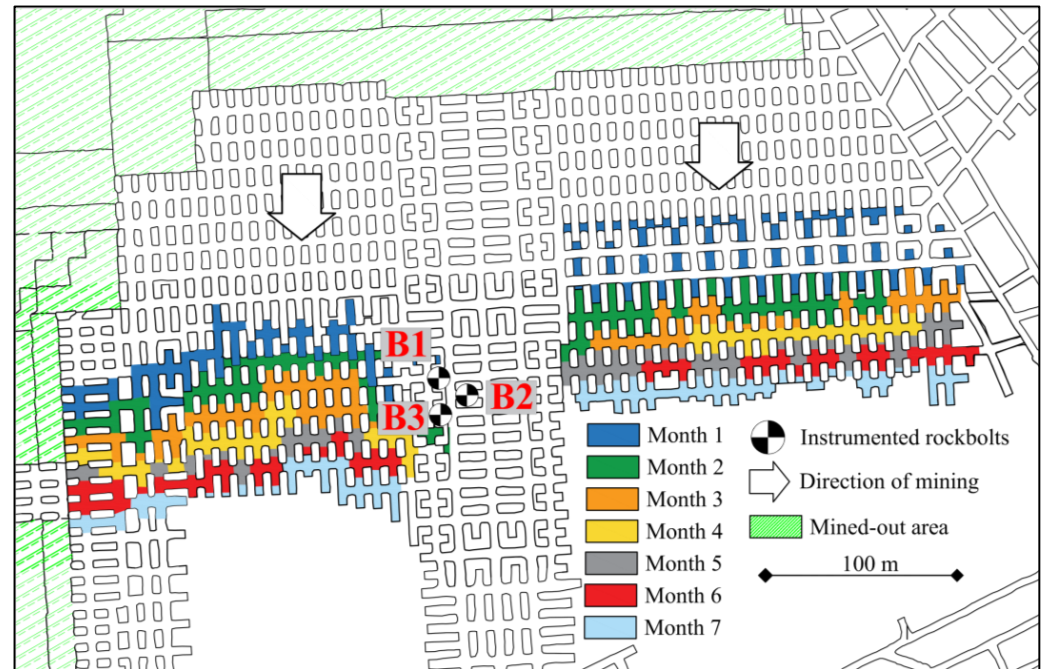 B1
B2
B3
Month 1
Month 2
Month 3
Month 4
Month 5
Month 6
Month 7
Instrumented rockbolts
Direction of mining
Mined-out area
100 m